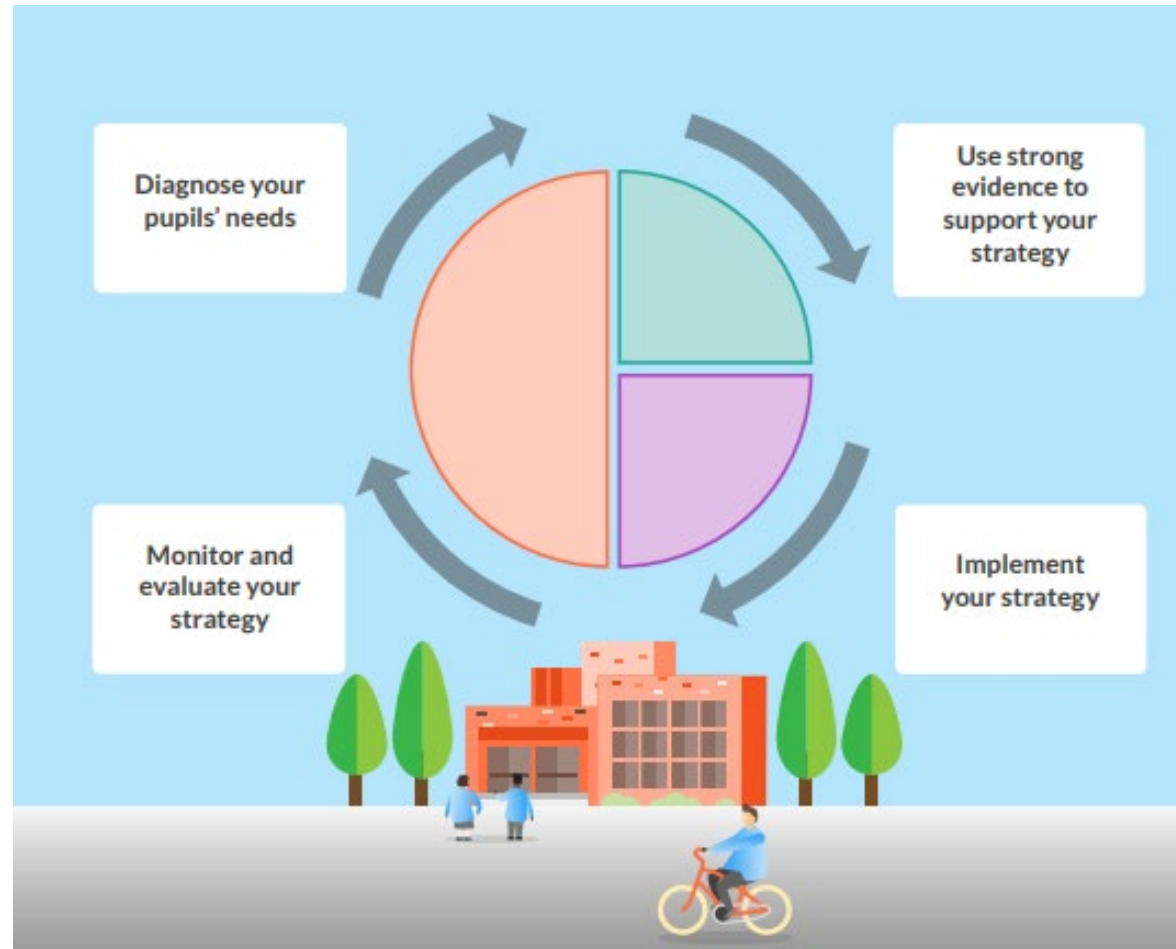 Diagnose your
pupils' needs
Use strong
evidence to
support your
strategy
Monitor and
evaluate your
strategy
Implement
your strategy